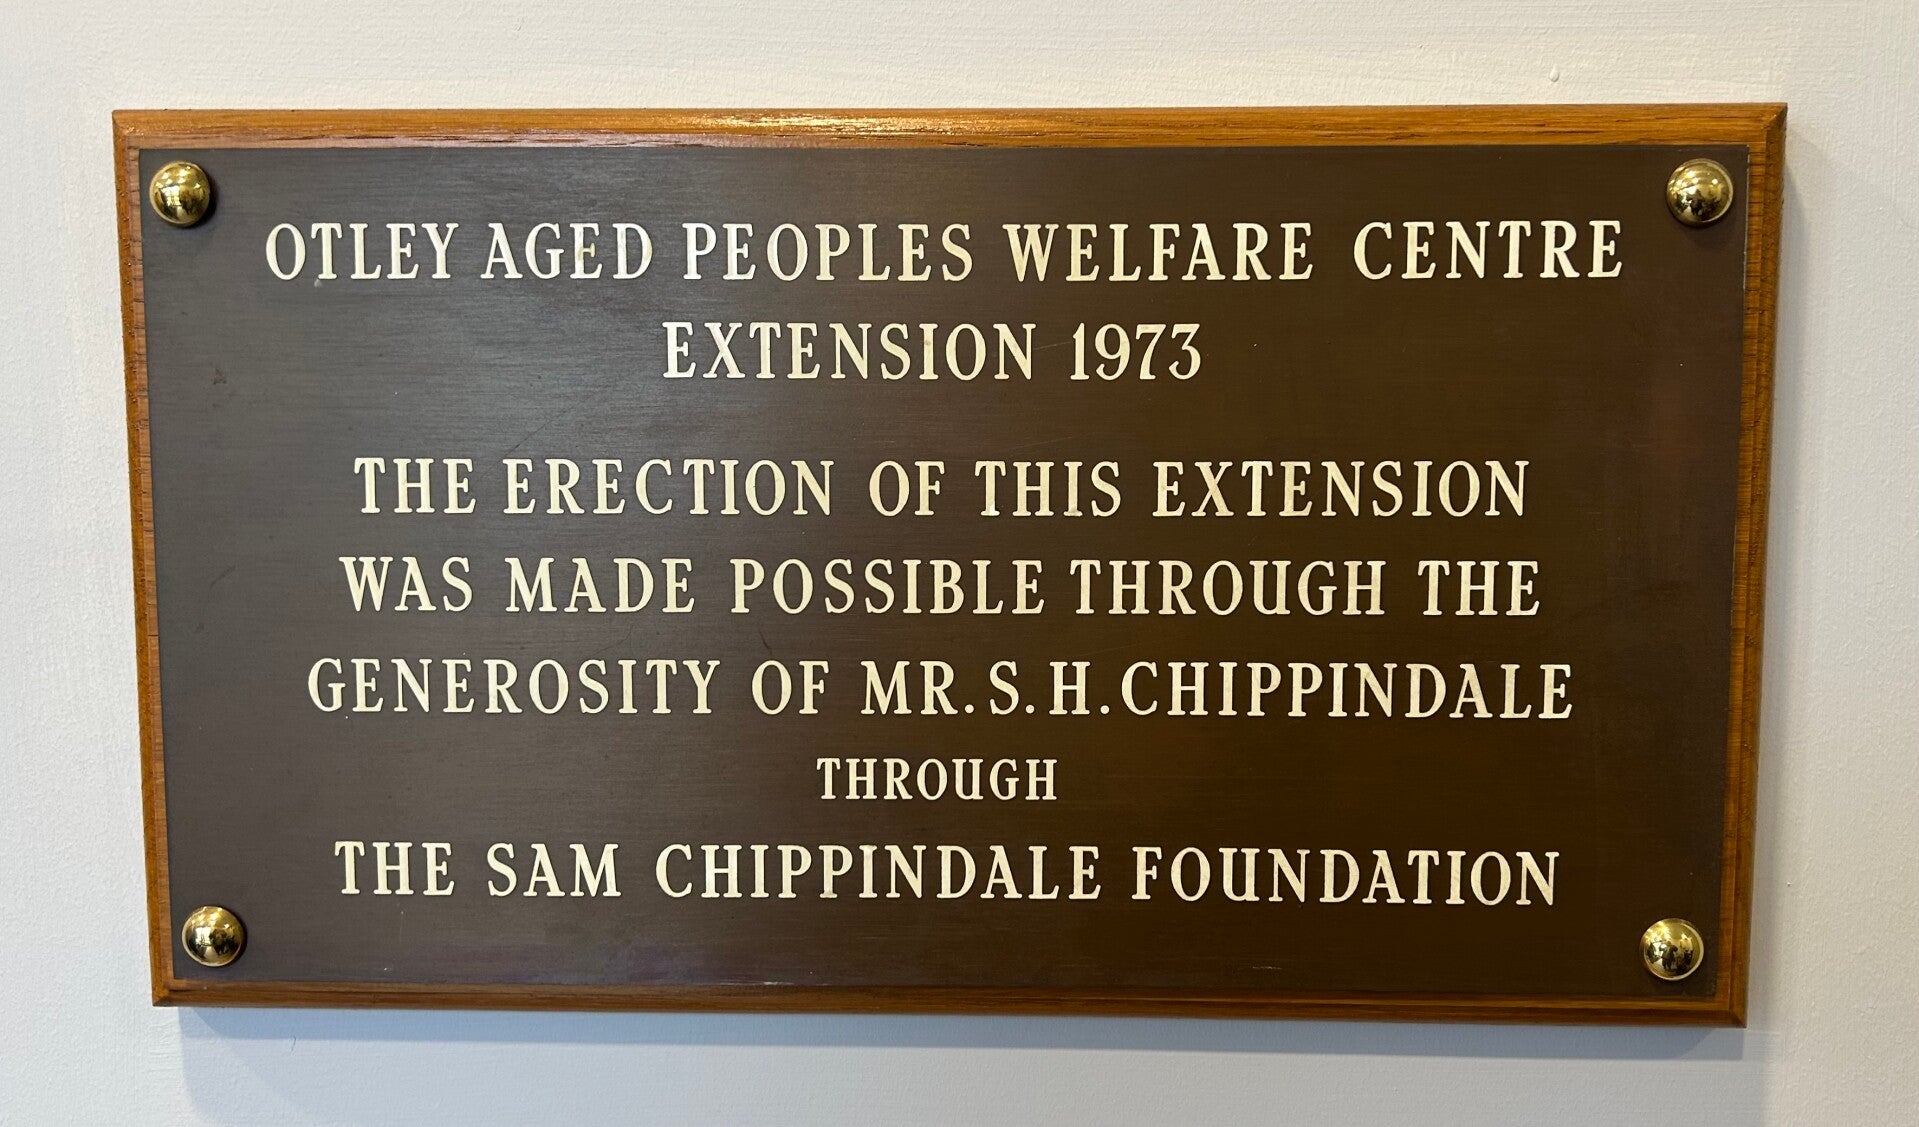 OTLEY AGED PEOPLES WELFARE CENTRE
EXTENSION 1973
THE ERECTION OF THIS EXTENSION
WAS MADE POSSIBLE THROUGH THE
GENEROSITY OF MR. S. H. CHIPPINDALE
THROUGH
THE SAM CHIPPINDALE FOUNDATION